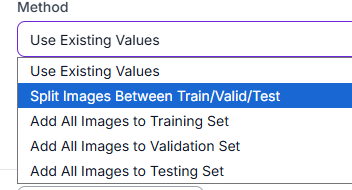 Method
Use Existing Values
Use Existing Values
Split Images Between Train/Valid/Test
Add All Images to Training Set
Add All Images to Validation Set
Add All Images to Testing Set